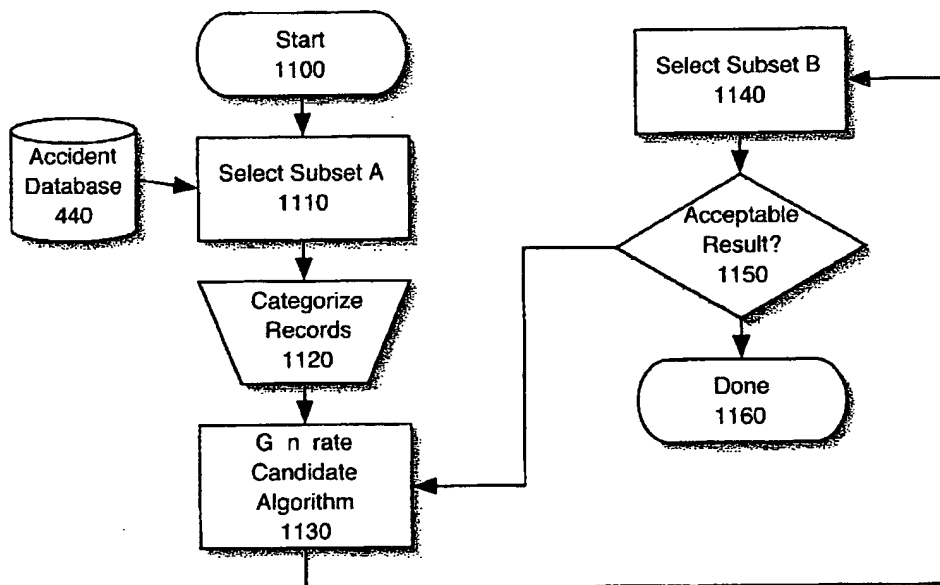 Start
1100
Accident
Database
440
Select Subset A
1110
Categorize
Records
1120
G n rate
Candidate
Algorithm
1130
Select Subset B
1140
Acceptable
Result?
1150
Done
1160